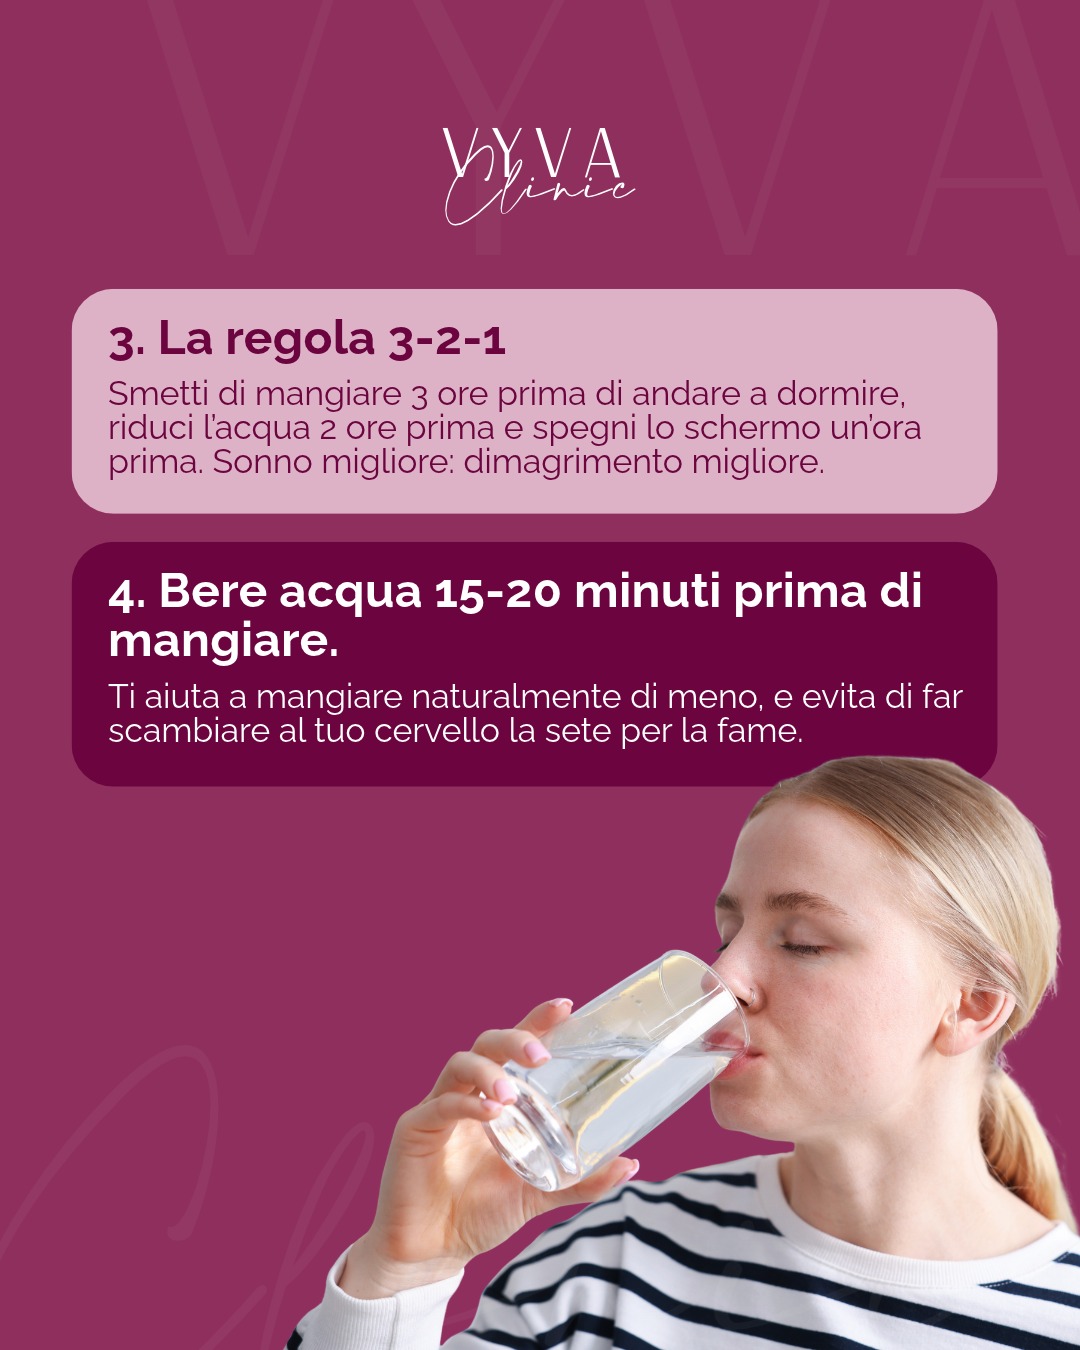 VYVA
Clinic
3. La regola 3-2-1
Smetti di mangiare 3 ore prima di andare a dormire,
riduci l’acqua 2 ore prima e spegni lo schermo un’ora
prima. Sonno migliore: dimagrimento migliore.
4. Bere acqua 15-20 minuti prima di
mangiare.
Ti aiuta a mangiare naturalmente di meno, e evita di far
scambiare al tuo cervello la sete per la fame.